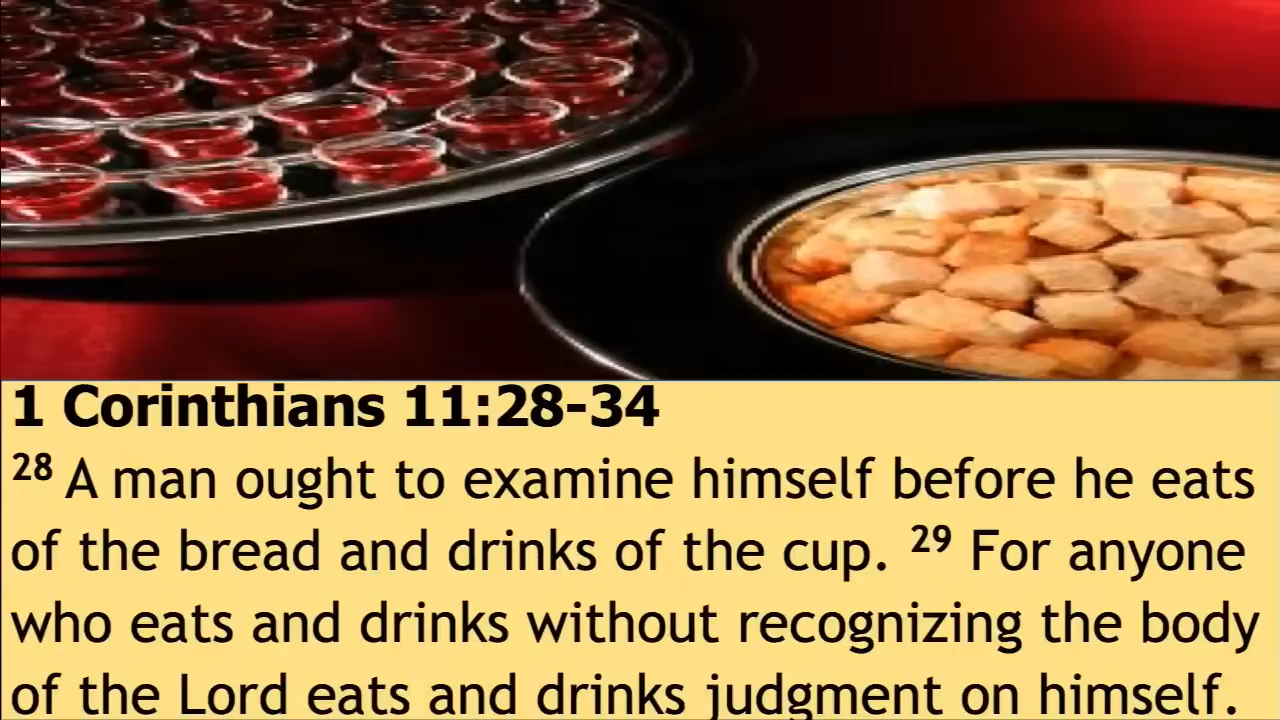 1 Corinthians 11:28-34
28 A man ought to examine himself before he eats
of the bread and drinks of the cup. 29 For anyone
who eats and drinks without recognizing the body
of the Lord eats and drinks judgment on himself.